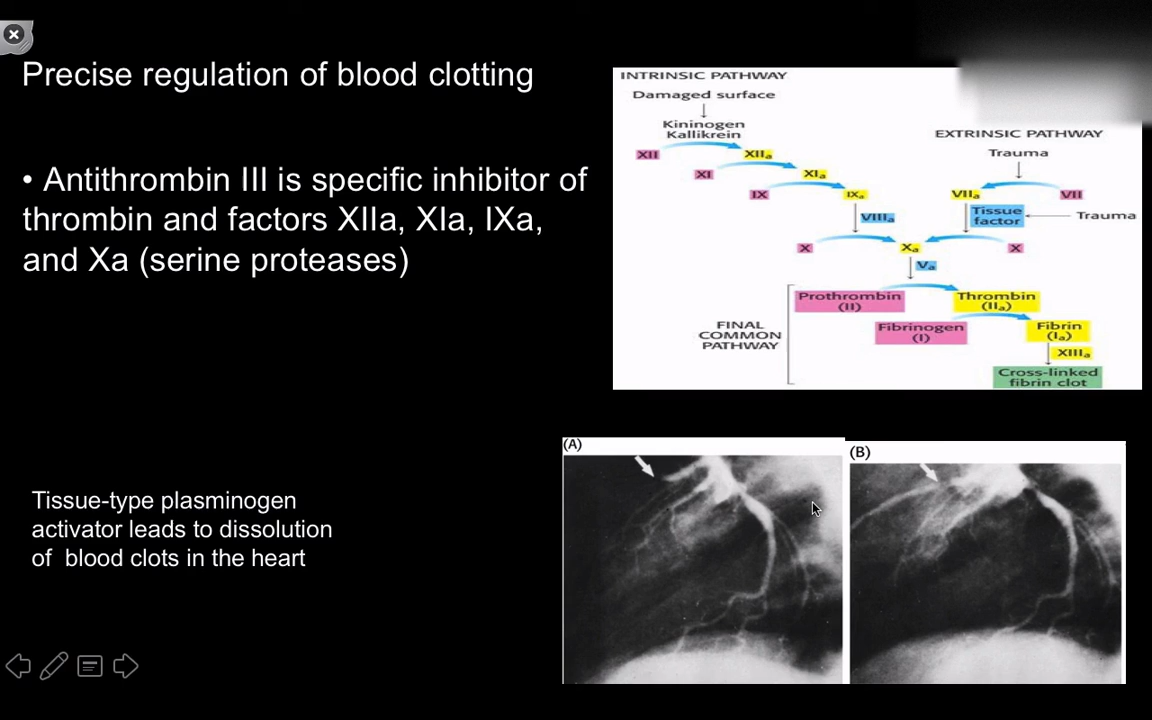 Precise regulation of blood clotting
• Antithrombin III is specific inhibitor of
thrombin and factors XIIa, XIa, IXa,
and Xa (serine proteases)
Tissue-type plasminogen
activator leads to dissolution
of blood clots in the heart
INTRINSIC PATHWAY
Damaged surface
Kininogen
Kallikrein
XII
XIIa
XI
XIa
IX
IXa
VIIIa
EXTRINSIC PATHWAY
Trauma
VIIa
VII
Tissue
factor
Trauma
X
Xa
X
Va
Prothrombin
(II)
Thrombin
(IIa)
FINAL
COMMON
PATHWAY
Fibrinogen
(I)
Fibrin
(Ia)
XIIIa
Cross-linked
fibrin clot
(A)
(B)